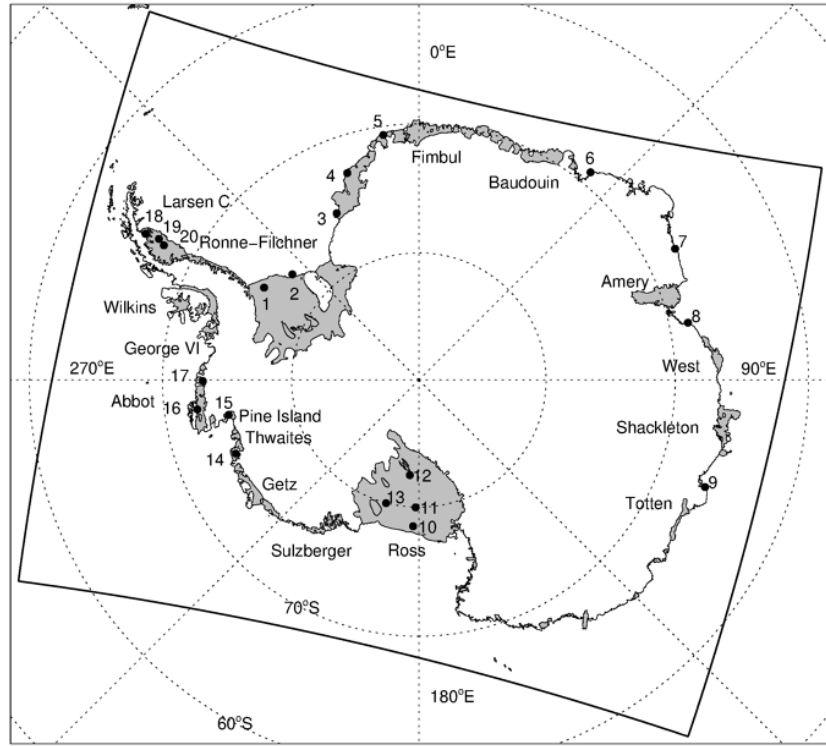 0°E
5
Fimbul
6
4
Baudouin
Larsen C
3
18
19
20
Ronne-Filchner
7
2
1
Amery
Wilkins
8
George VI
West
270°E
17
90°E
Abbot
16
15
Pine Island
Shackleton
Thwaites
14
12
Getz
13
9
11
Totten
10
Sulzberger
Ross
70°S
180°E
60°S